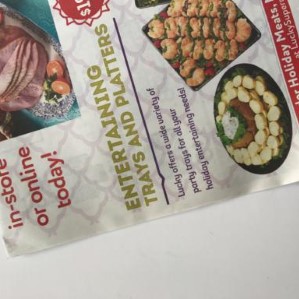 in-store
or online
today!
ENTERTAINING
TRAYS AND PLATTERS
Lucky offers a wide variety of
party trays for all your
holiday entertaining needs!
Holiday Meats,